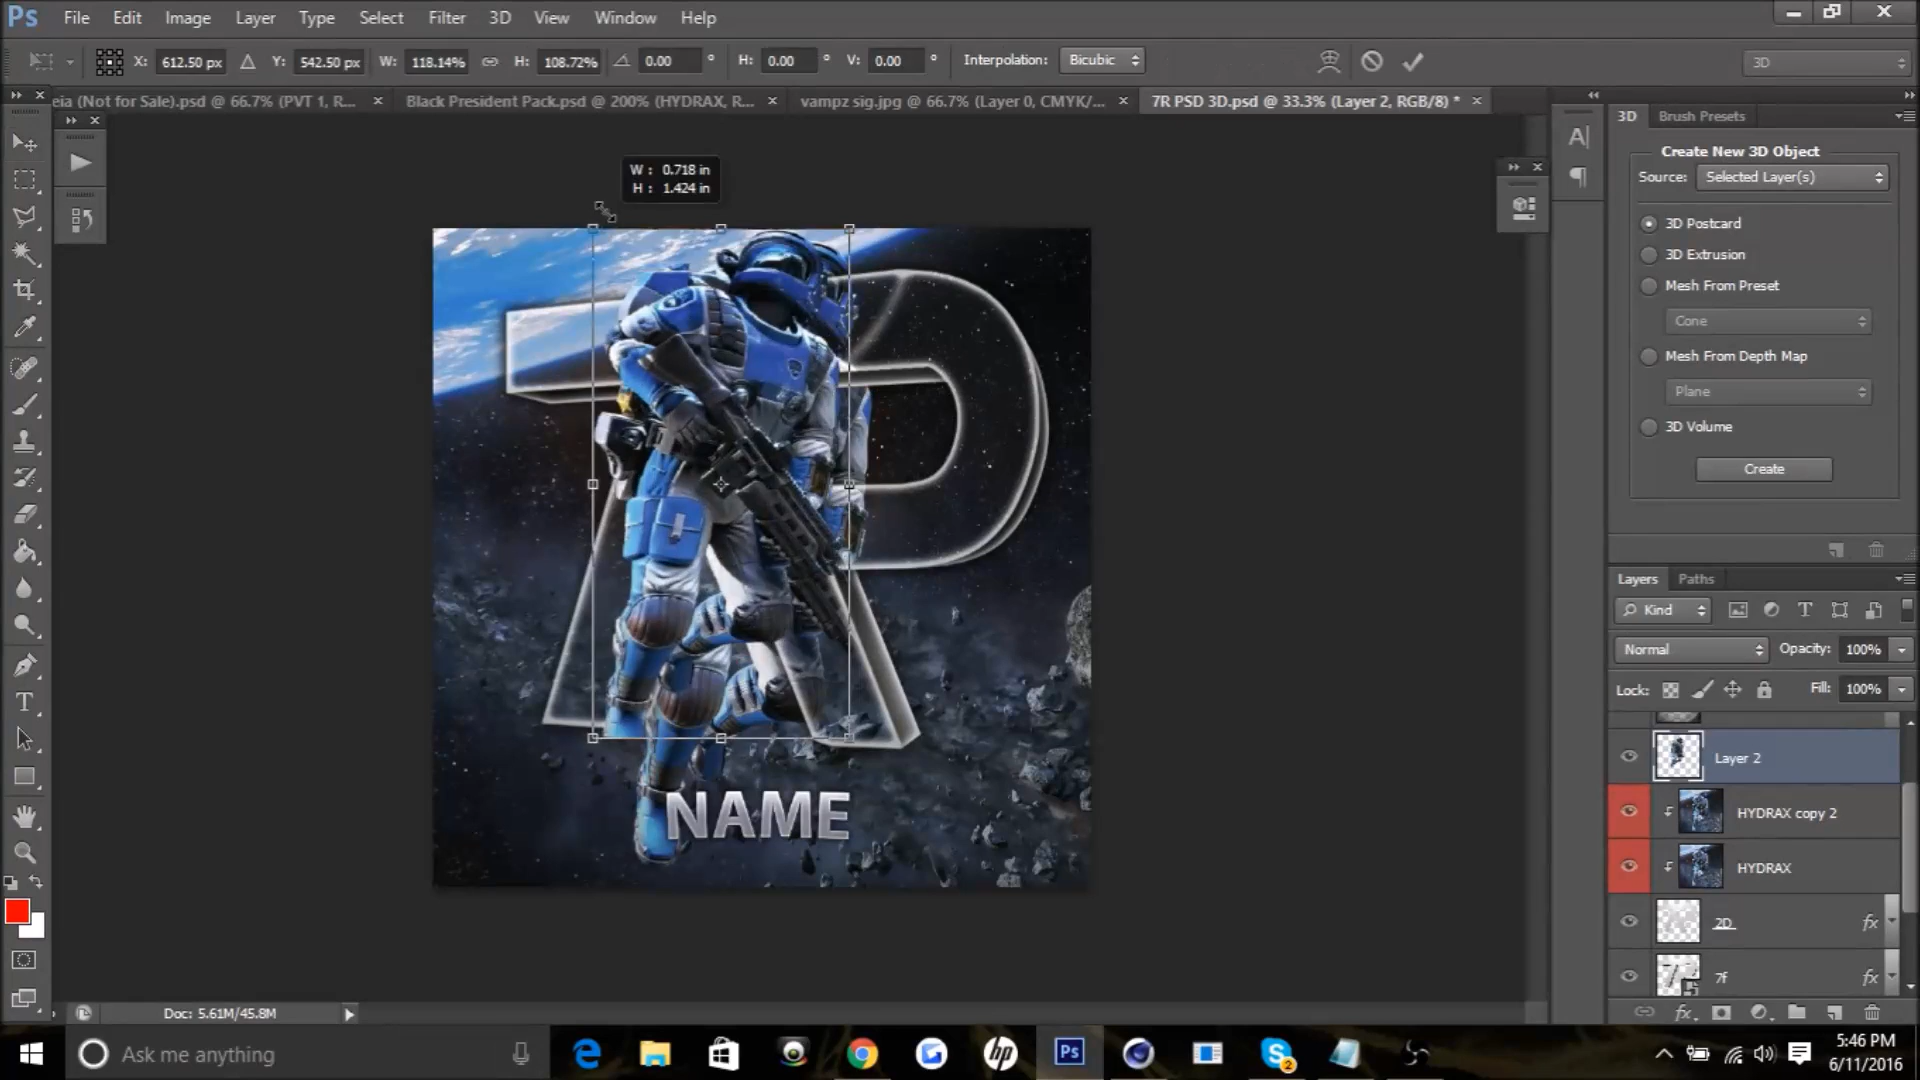 Ps File Edit Image Layer Type Select Filter 3D View Window Help
X: 612.50 px Y: 542.50 px W: 118.14% H: 108.72% 0.00 ° H: 0.00 ° V: 0.00 ° Interpolation: Bicubic 3D
eia (Not for Sale).psd @ 66.7% (PVT 1, R... × Black President Pack.psd @ 200% (HYDRAX, R... × vampz sig.jpg @ 66.7% (Layer 0, CMYK/... × 7R PSD 3D.psd @ 33.3% (Layer 2, RGB/8) * ×
3D Brush Presets
Create New 3D Object
Source: Selected Layer(s)
3D Postcard
3D Extrusion
Mesh From Preset
Cone
Mesh From Depth Map
Plane
3D Volume
Create
W : 0.718 in
H : 1.424 in
NAME
Layers Paths
Kind
Normal Opacity: 100%
Lock: Fill: 100%
Layer 2
HYDRAX copy 2
HYDRAX
2D fx
7f fx
Doc: 5.61M/45.8M
Ask me anything
hp
Ps
2
5:46 PM
6/11/2016